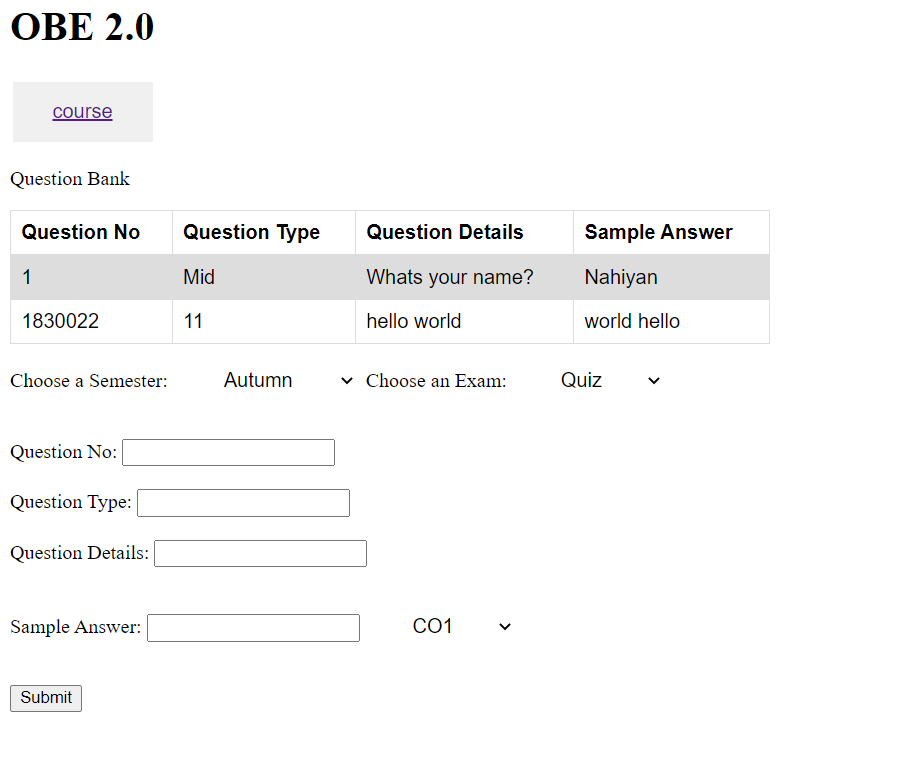 OBE 2.0
course
Question Bank
Question No Question Type Question Details Sample Answer
1 Mid Whats your name? Nahiyan
1830022 11 hello world world hello
Choose a Semester: Autumn Choose an Exam: Quiz
Question No:
Question Type:
Question Details:
Sample Answer: CO1
Submit